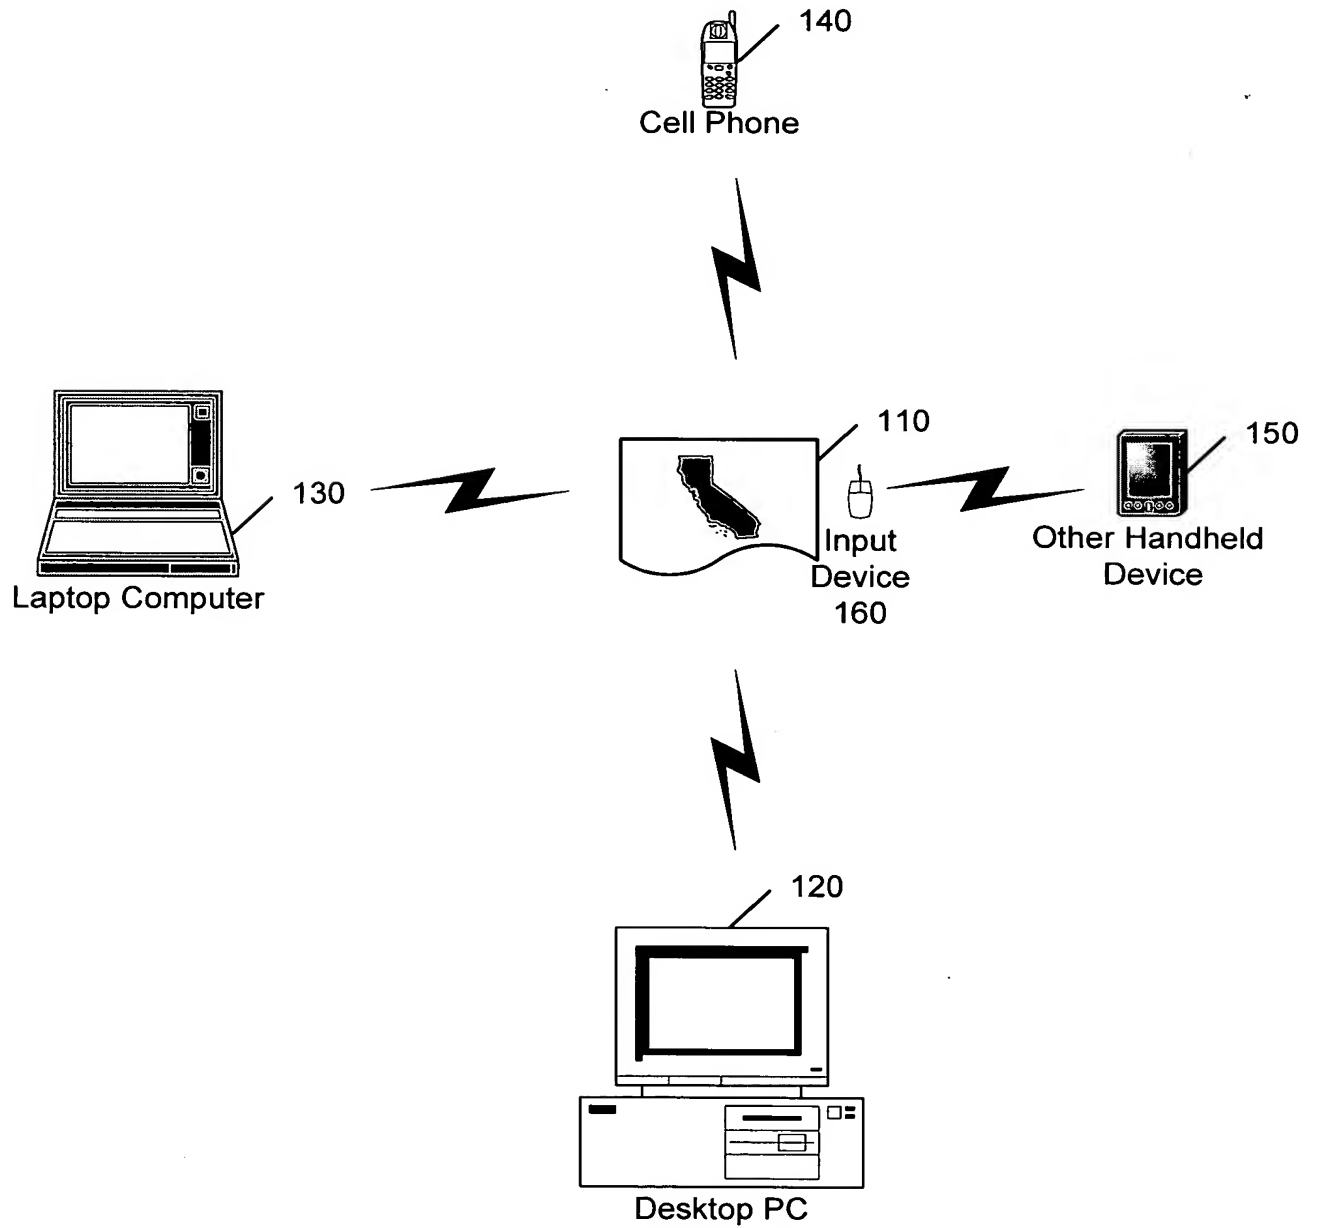 140
Cell Phone
110
150
130
Input
Device
160
Other Handheld
Device
Laptop Computer
120
Desktop PC